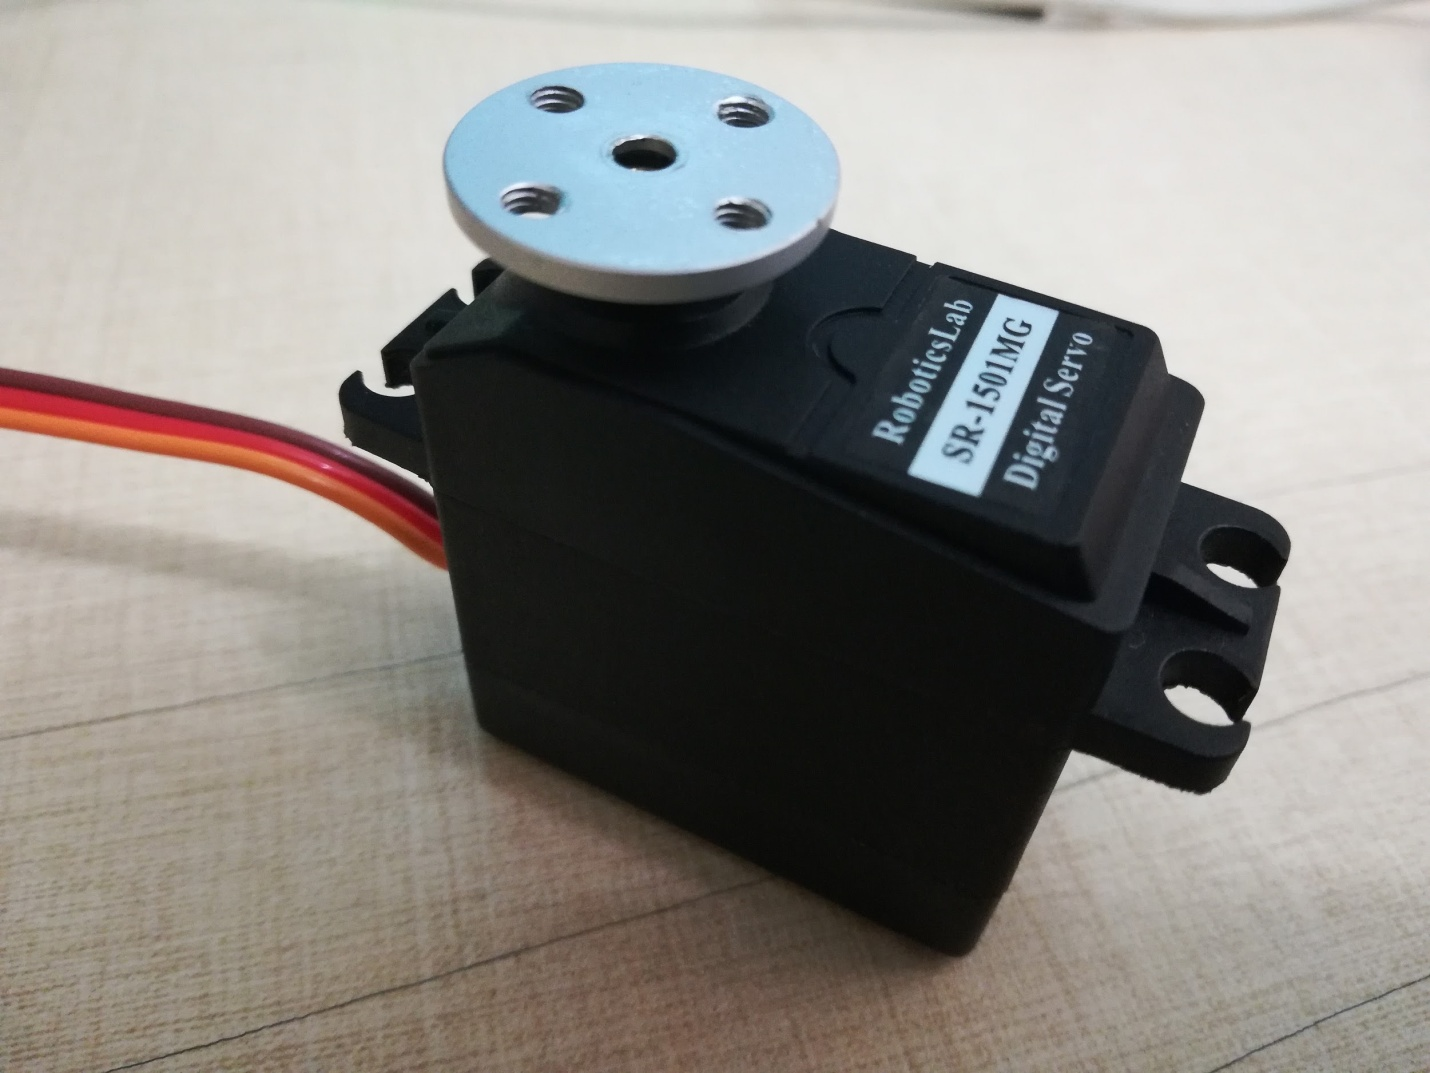 RoboticsLab
SR-1501MG
Digital Servo